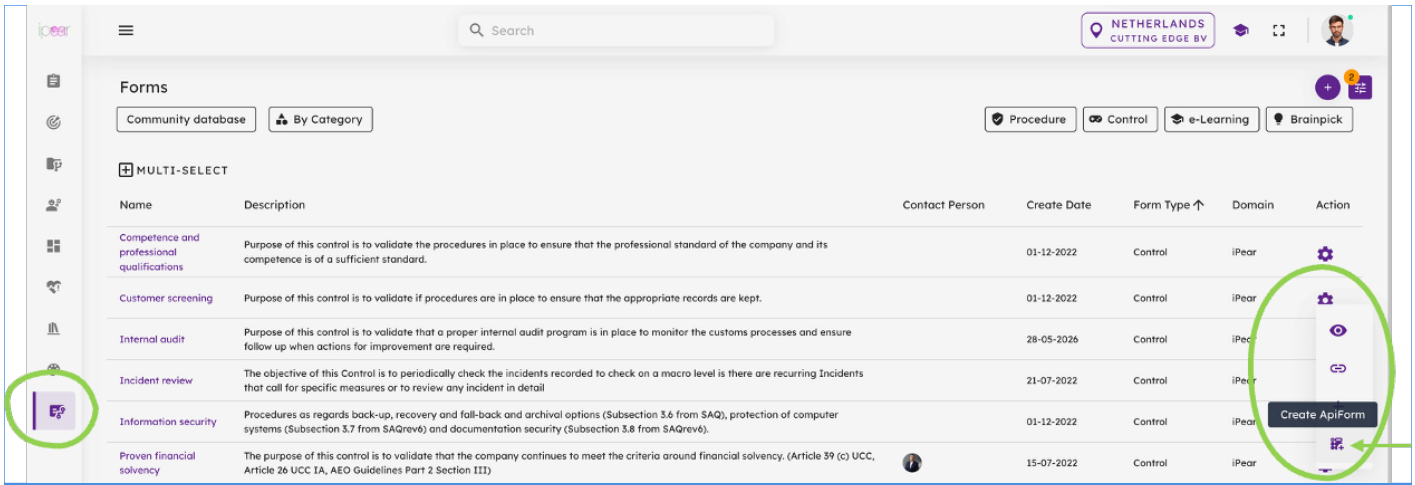 ipeer
Search
NETHERLANDS
CUTTING EDGE BV
Forms
2
Community database
By Category
Procedure
Control
e-Learning
Brainpick
MULTI-SELECT
Name Description Contact Person Create Date Form Type Domain Action
Competence and
professional
qualifications
Purpose of this control is to validate the procedures in place to ensure that the professional standard of the company and its
competence is of a sufficient standard.
01-12-2022 Control iPear
Customer screening Purpose of this control is to validate if procedures are in place to ensure that the appropriate records are kept. 01-12-2022 Control iPear
Internal audit
Purpose of this control is to validate that a proper internal audit program is in place to monitor the customs processes and ensure
follow up when actions for improvement are required.
28-05-2026 Control iPear
Incident review
The objective of this Control is to periodically check the incidents recorded to check on a macro level is there are recurring Incidents
that call for specific measures or to review any incident in detail
21-07-2022 Control iPear
Create ApiForm
Information security
Procedures as regards back-up, recovery and fall-back and archival options (Subsection 3.6 from SAQ), protection of computer
systems (Subsection 3.7 from SAQrev6) and documentation security (Subsection 3.8 from SAQrev6).
01-12-2022 Control iPear
Proven financial
solvency
The purpose of this control is to validate that the company continues to meet the criteria around financial solvency. (Article 39 (c) UCC,
Article 26 UCC IA, AEO Guidelines Part 2 Section III)
15-07-2022 Control iPear